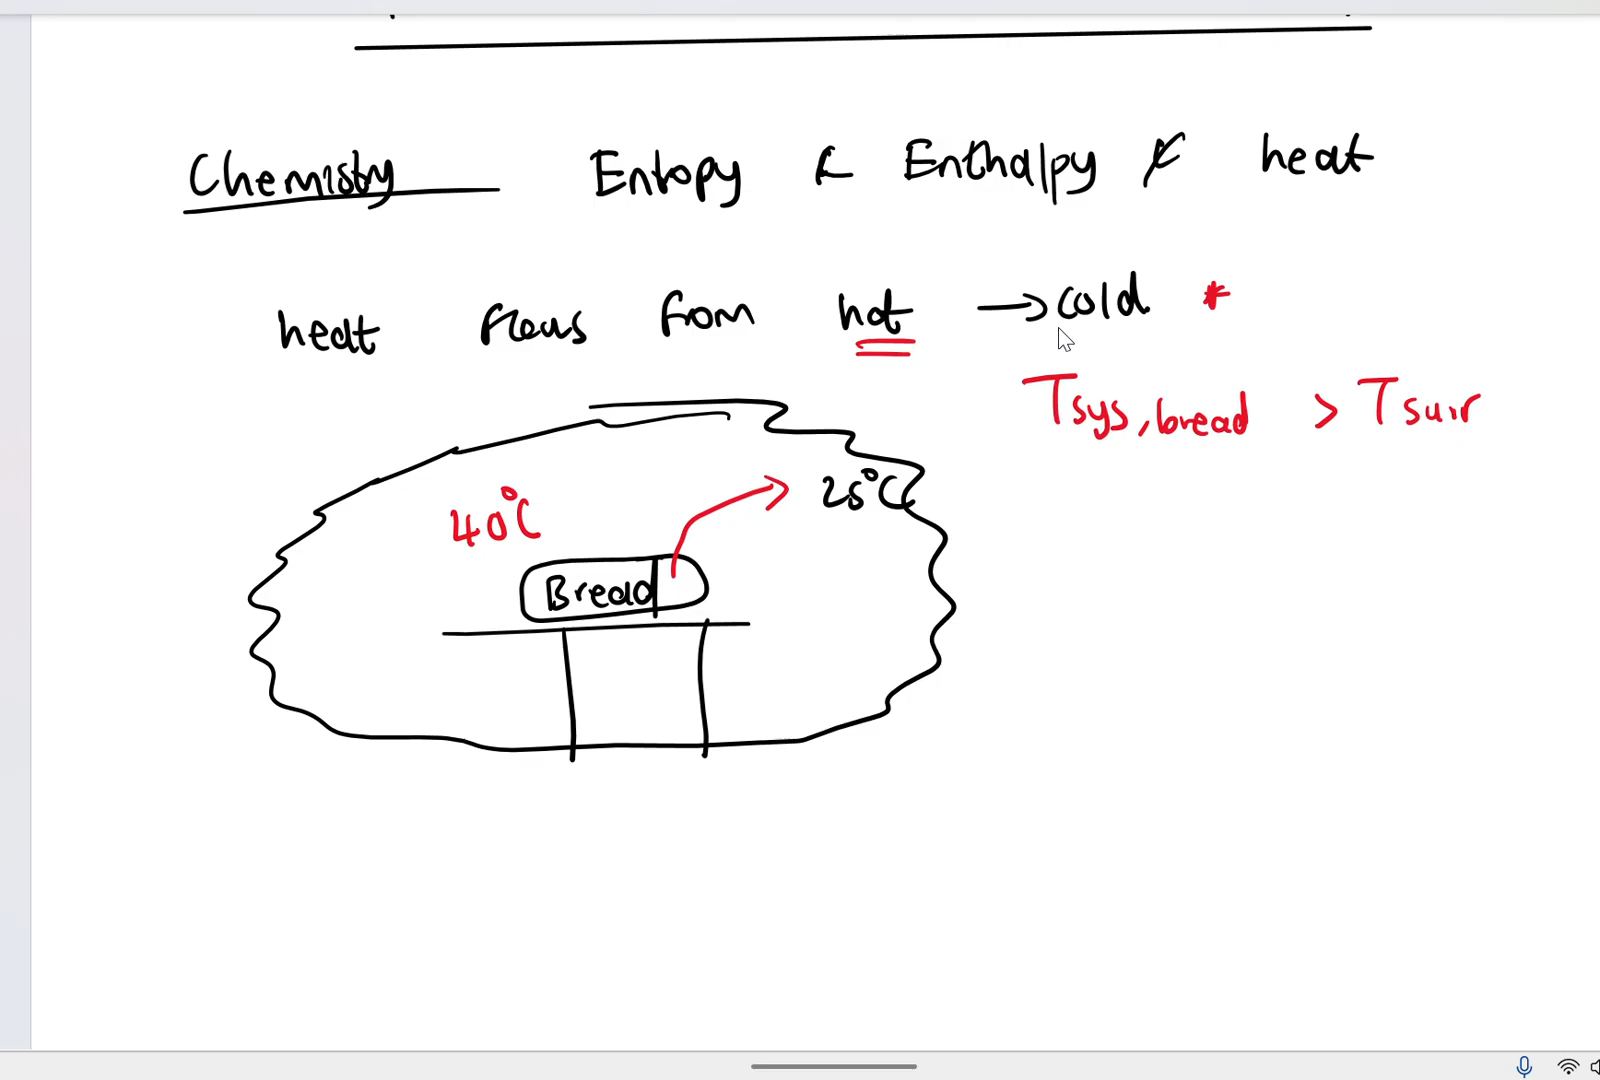 Chemistry Entropy & Enthalpy & heat
heat flows from hot → cold *
Tsys, bread > Tsurr
40°C
25°C
Bread